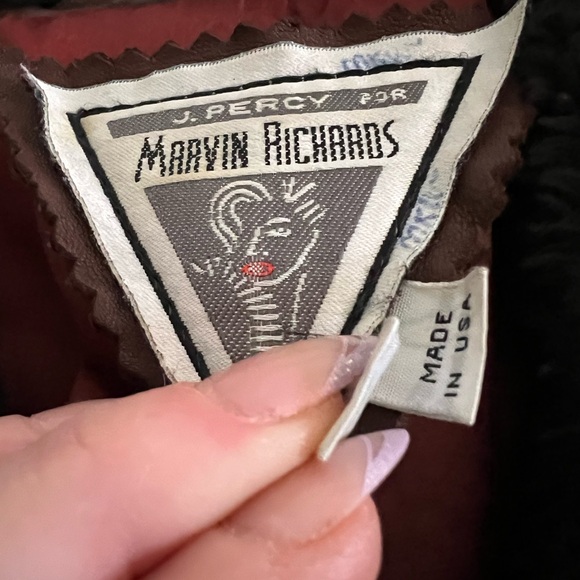 J. PERCY FOR
MARVIN RICHARDS
MADE
IN USA